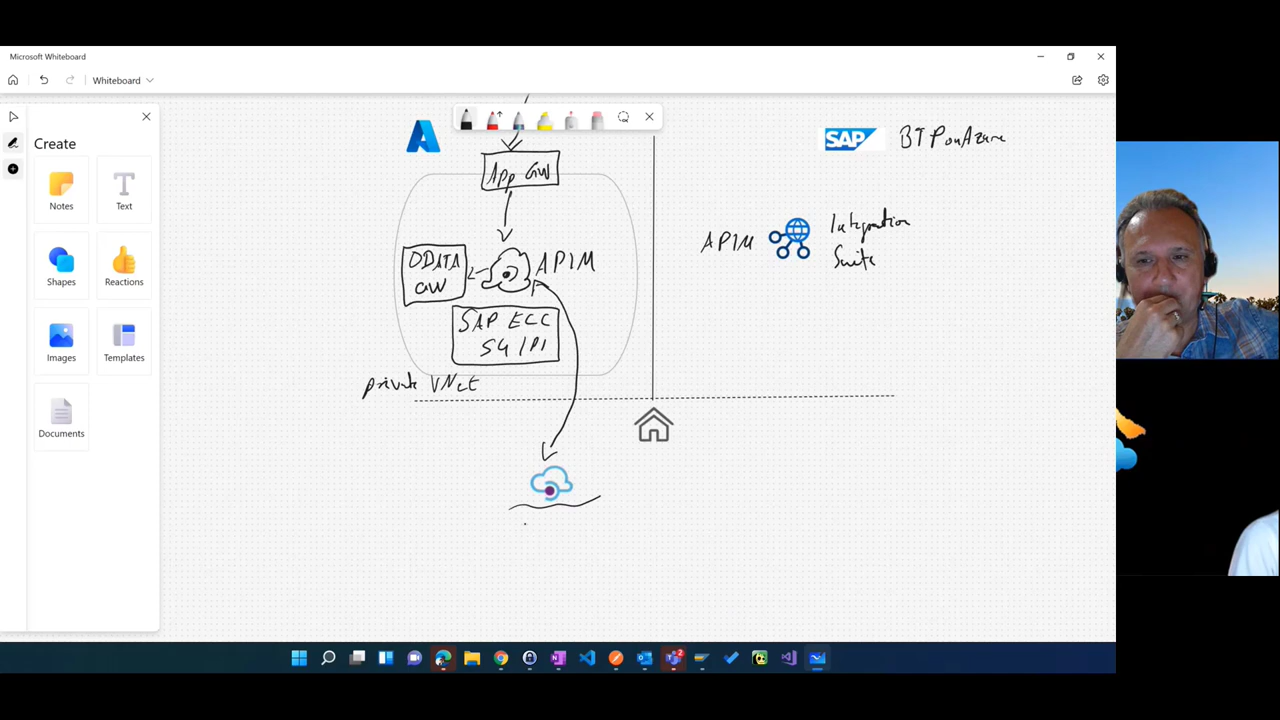 Microsoft Whiteboard
Whiteboard
Create
Notes
Text
Shapes
Reactions
Images
Templates
Documents
App GW
ODATA
GW
APIM
SAP ECC
S4/PI
private VNET
SAP
BTP on Azure
APIM
Integration
Suite
2